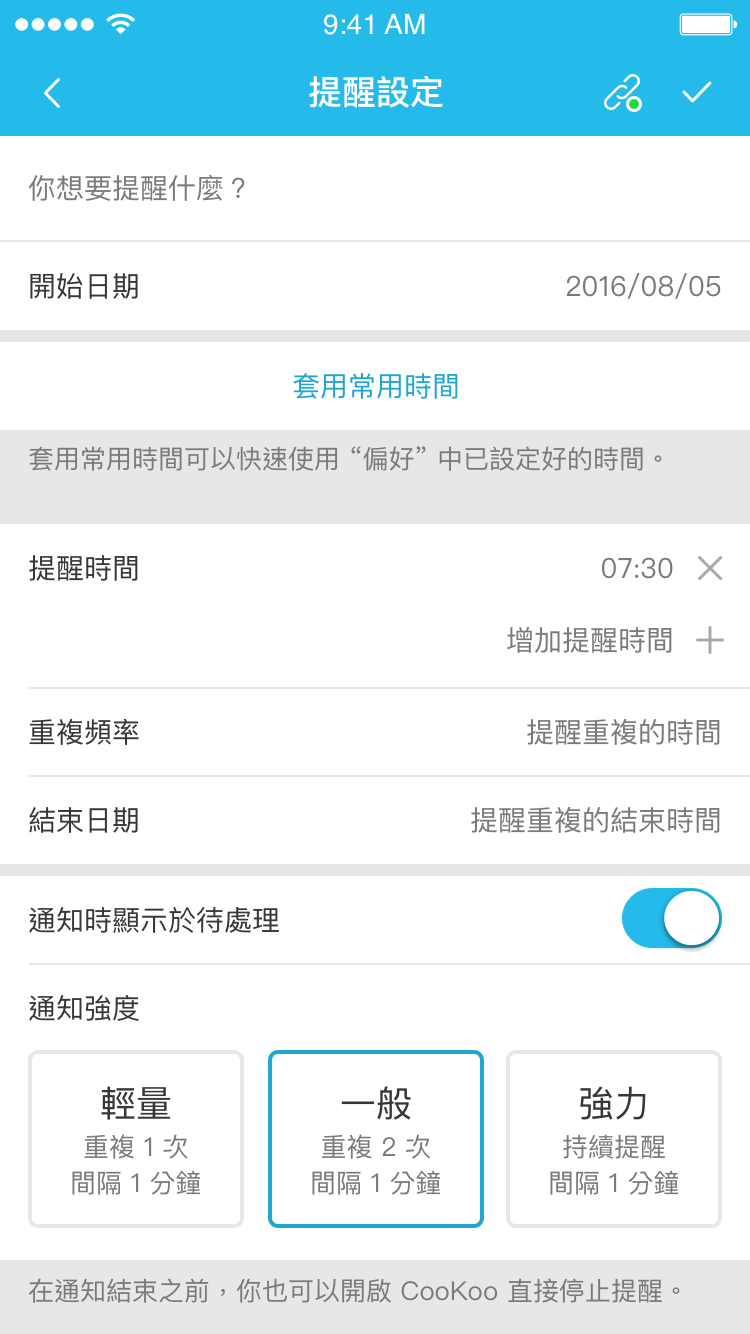 9:41 AM
提醒設定
你想要提醒什麼？
開始日期 2016/08/05
套用常用時間
套用常用時間可以快速使用 “偏好” 中已設定好的時間。
提醒時間 07:30
增加提醒時間
重複頻率 提醒重複的時間
結束日期 提醒重複的結束時間
通知時顯示於待處理
通知強度
輕量
重複 1 次
間隔 1 分鐘
一般
重複 2 次
間隔 1 分鐘
強力
持續提醒
間隔 1 分鐘
在通知結束之前，你也可以開啟 CooKoo 直接停止提醒。